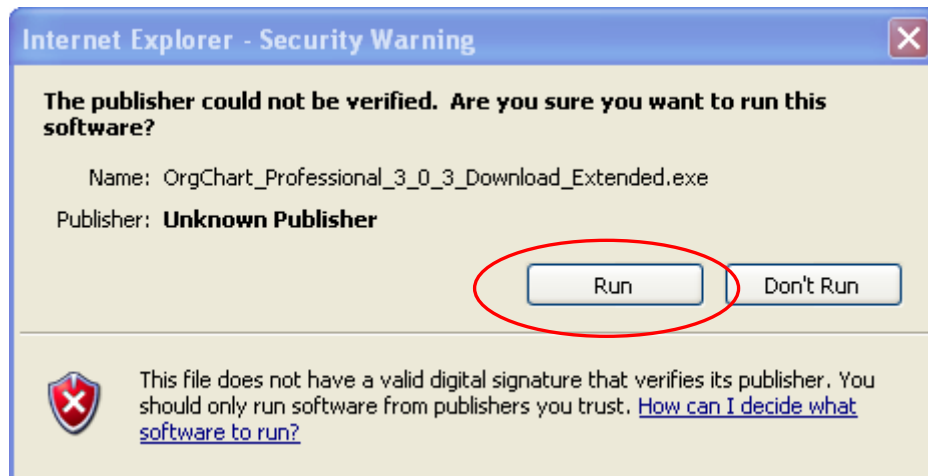 Internet Explorer - Security Warning
The publisher could not be verified.  Are you sure you want to run this
software?
Name: OrgChart_Professional_3_0_3_Download_Extended.exe
Publisher: Unknown Publisher
Run Don't Run
This file does not have a valid digital signature that verifies its publisher. You
should only run software from publishers you trust. How can I decide what
software to run?